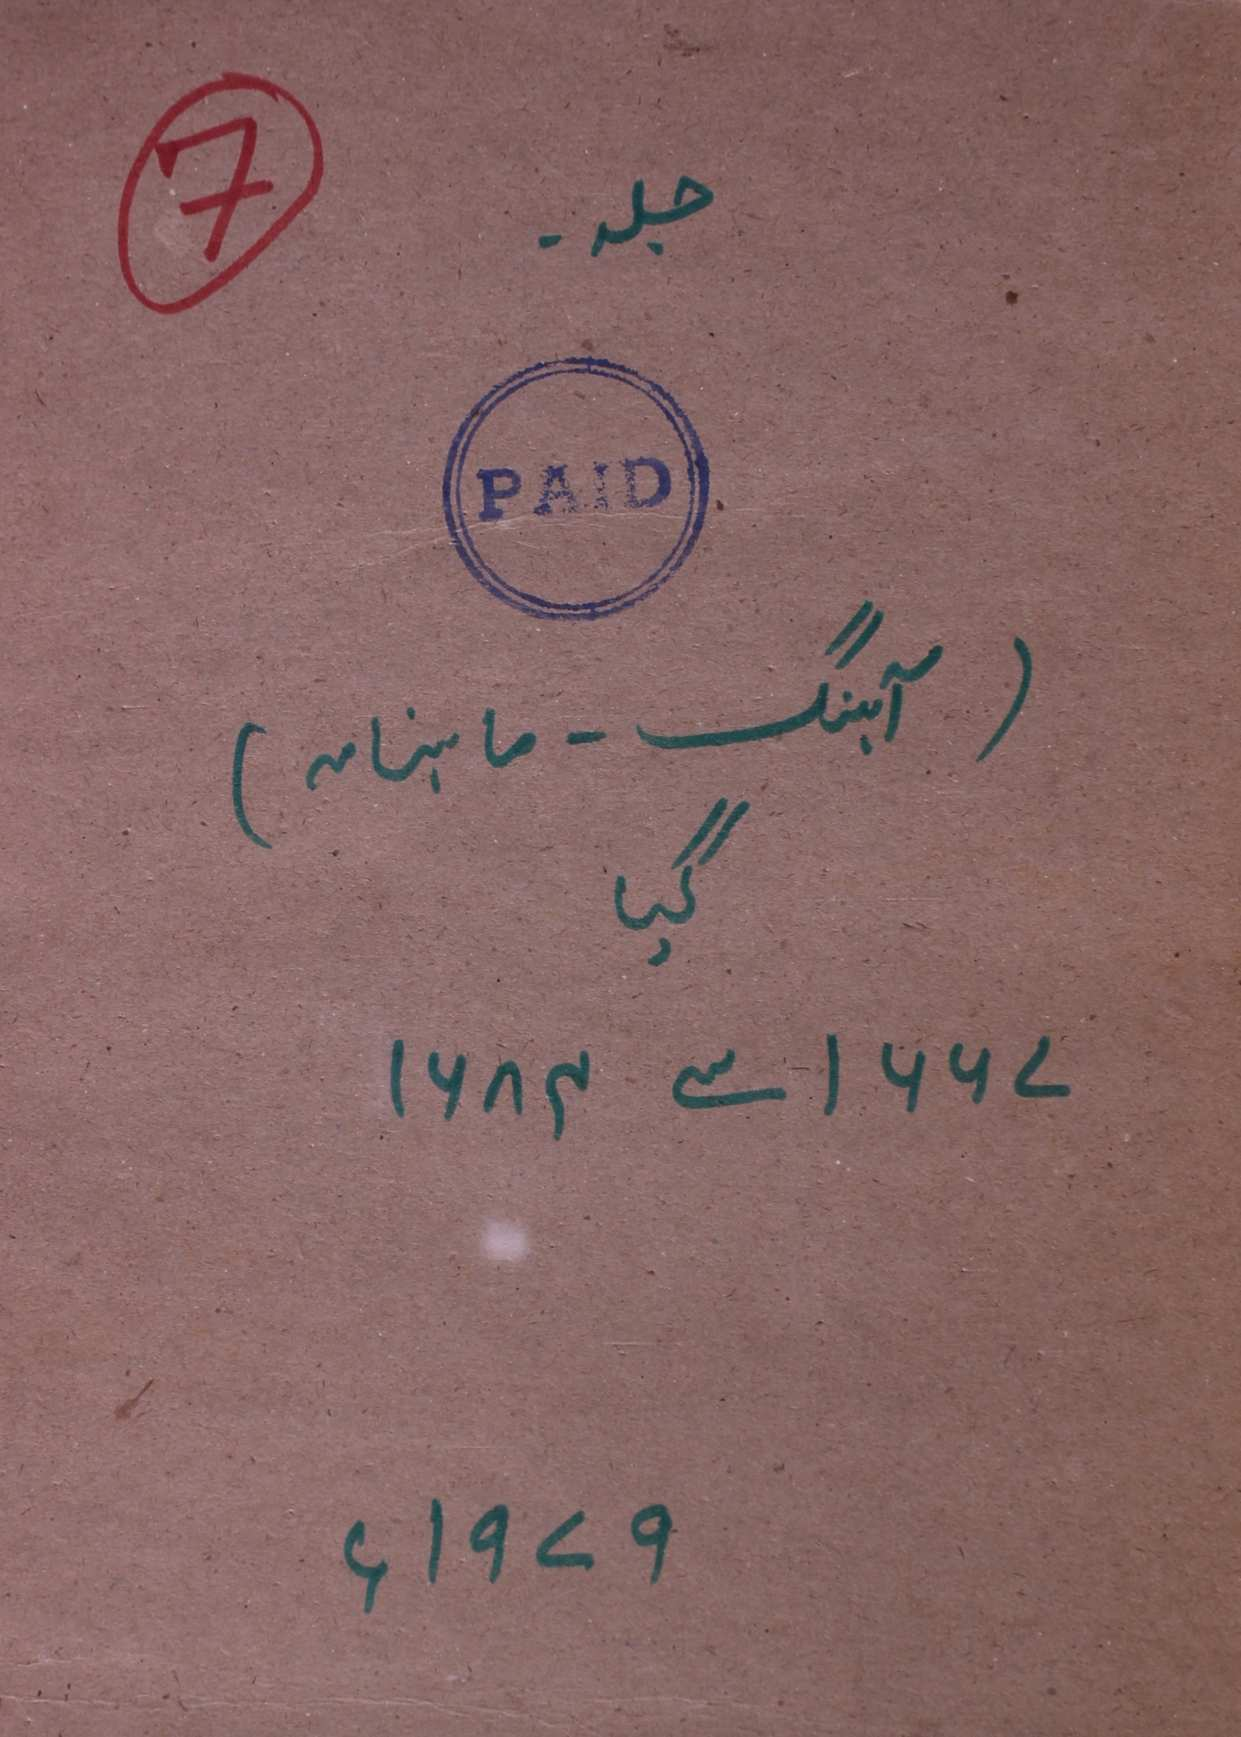 7
جلد -
PAID
(آہنگ - ماہنامہ)
گیا
۱۶۶۷ سے ۱۶۸۴
۱۹۷۹ء